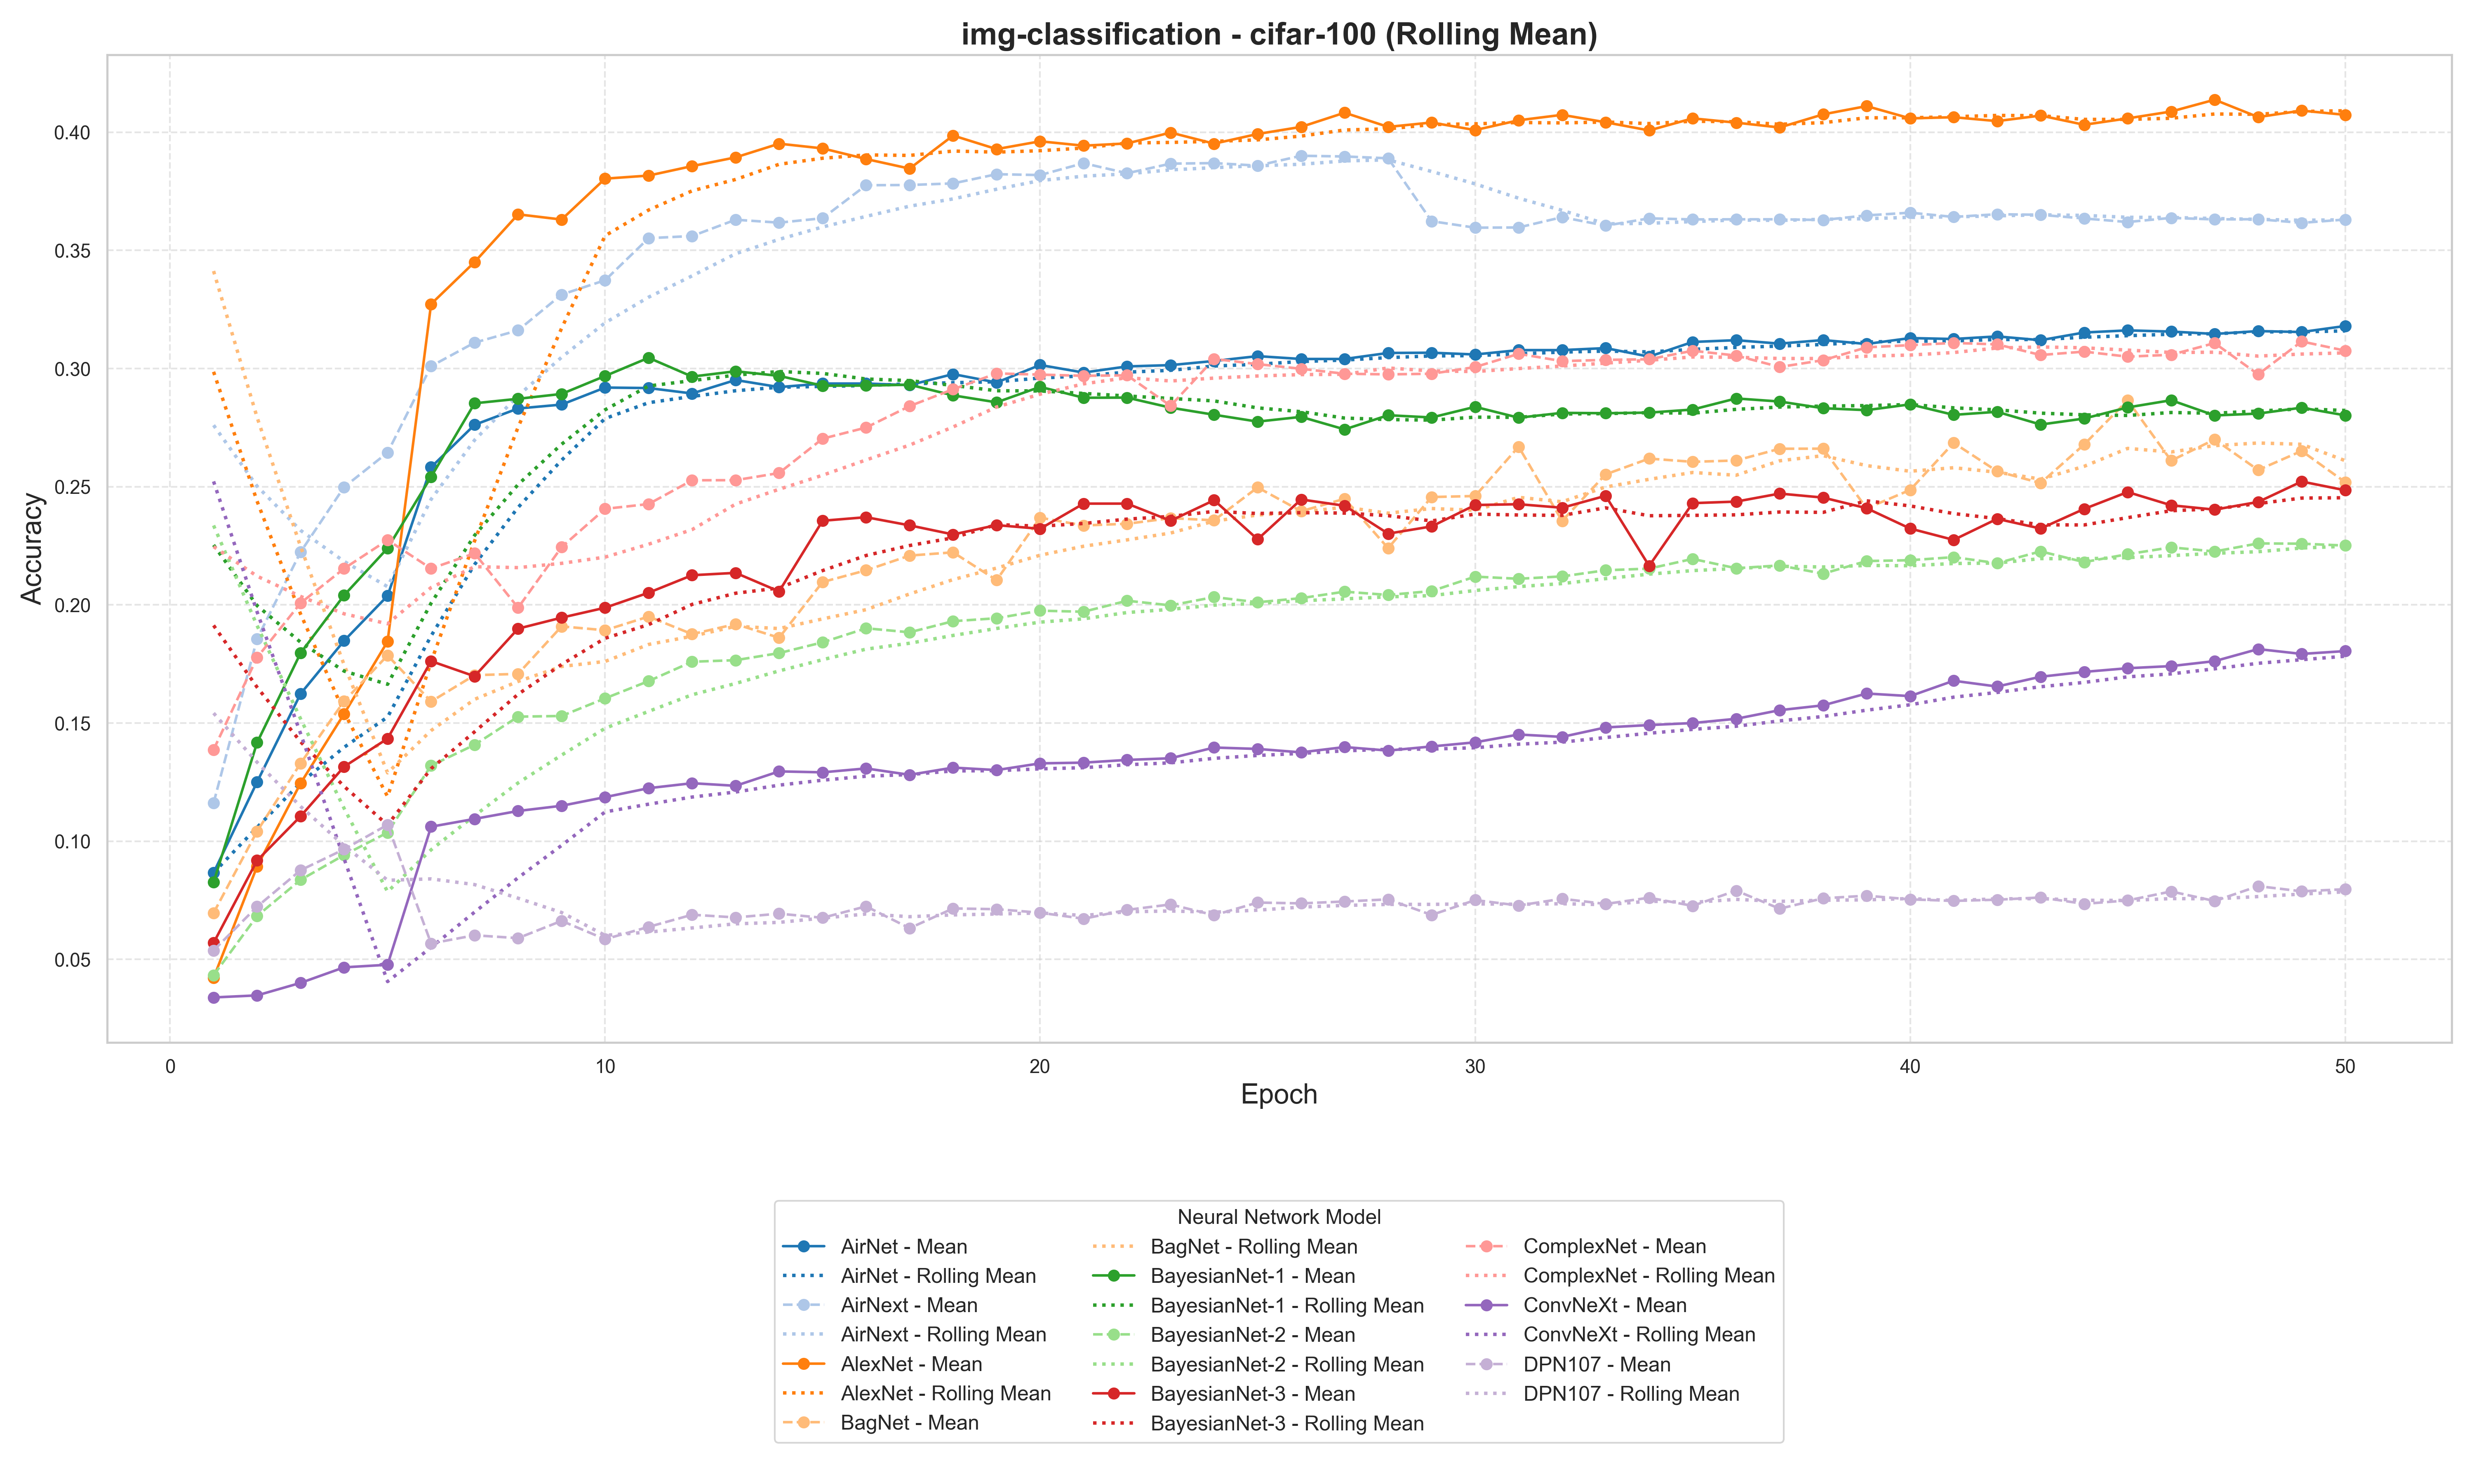 img-classification - cifar-100 (Rolling Mean)
Accuracy
0.40
0.35
0.30
0.25
0.20
0.15
0.10
0.05
0
10
20
30
40
50
Epoch
Neural Network Model
AirNet - Mean
AirNet - Rolling Mean
AirNext - Mean
AirNext - Rolling Mean
AlexNet - Mean
AlexNet - Rolling Mean
BagNet - Mean
BagNet - Rolling Mean
BayesianNet-1 - Mean
BayesianNet-1 - Rolling Mean
BayesianNet-2 - Mean
BayesianNet-2 - Rolling Mean
BayesianNet-3 - Mean
BayesianNet-3 - Rolling Mean
ComplexNet - Mean
ComplexNet - Rolling Mean
ConvNeXt - Mean
ConvNeXt - Rolling Mean
DPN107 - Mean
DPN107 - Rolling Mean